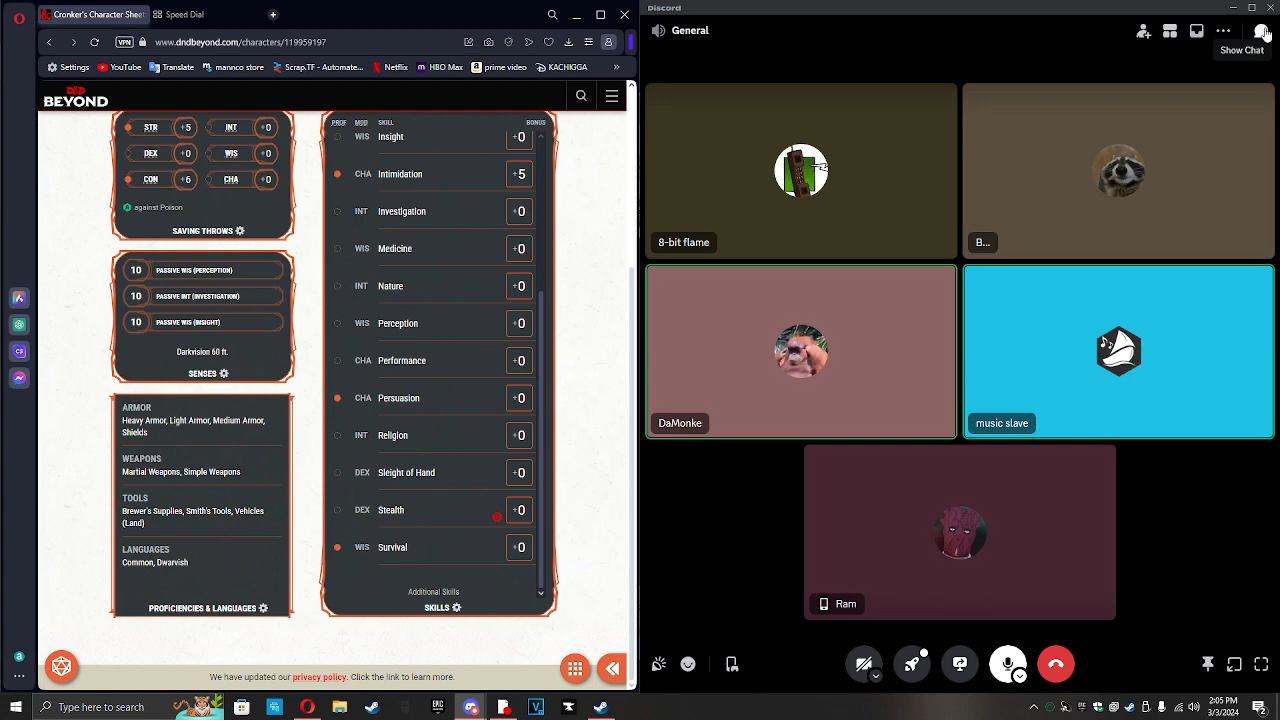 Cronker's Character Sheet
Speed Dial
VPN
www.dndbeyond.com/characters/119959197
Settings
YouTube
Translate
mannco store
Scrap.TF - Automate...
Netflix
HBO Max
prime video
KACHIGGA
»
D&D
BEYOND
STR +5 INT +0
DEX +0 WIS +0
CON +6 CHA +0
against Poison
SAVING THROWS
10 PASSIVE WIS (PERCEPTION)
10 PASSIVE INT (INVESTIGATION)
10 PASSIVE WIS (INSIGHT)
Darkvision 60 ft.
SENSES
ARMOR
Heavy Armor, Light Armor, Medium Armor,
Shields
WEAPONS
Martial Weapons, Simple Weapons
TOOLS
Brewer's Supplies, Smith's Tools, Vehicles
(Land)
LANGUAGES
Common, Dwarvish
PROFICIENCIES & LANGUAGES
PROF MOD SKILL BONUS
WIS Insight +0
CHA Intimidation +5
INT Investigation +0
WIS Medicine +0
INT Nature +0
WIS Perception +0
CHA Performance +0
CHA Persuasion +0
INT Religion +0
DEX Sleight of Hand +0
DEX Stealth +0
WIS Survival +0
Additional Skills
SKILLS
We have updated our privacy policy. Click the link to learn more.
Discord
General
Show Chat
8-bit flame
B...
DaMonke
music slave
Ram
Type here to search
EPIC
2:05 PM
3/3/2024